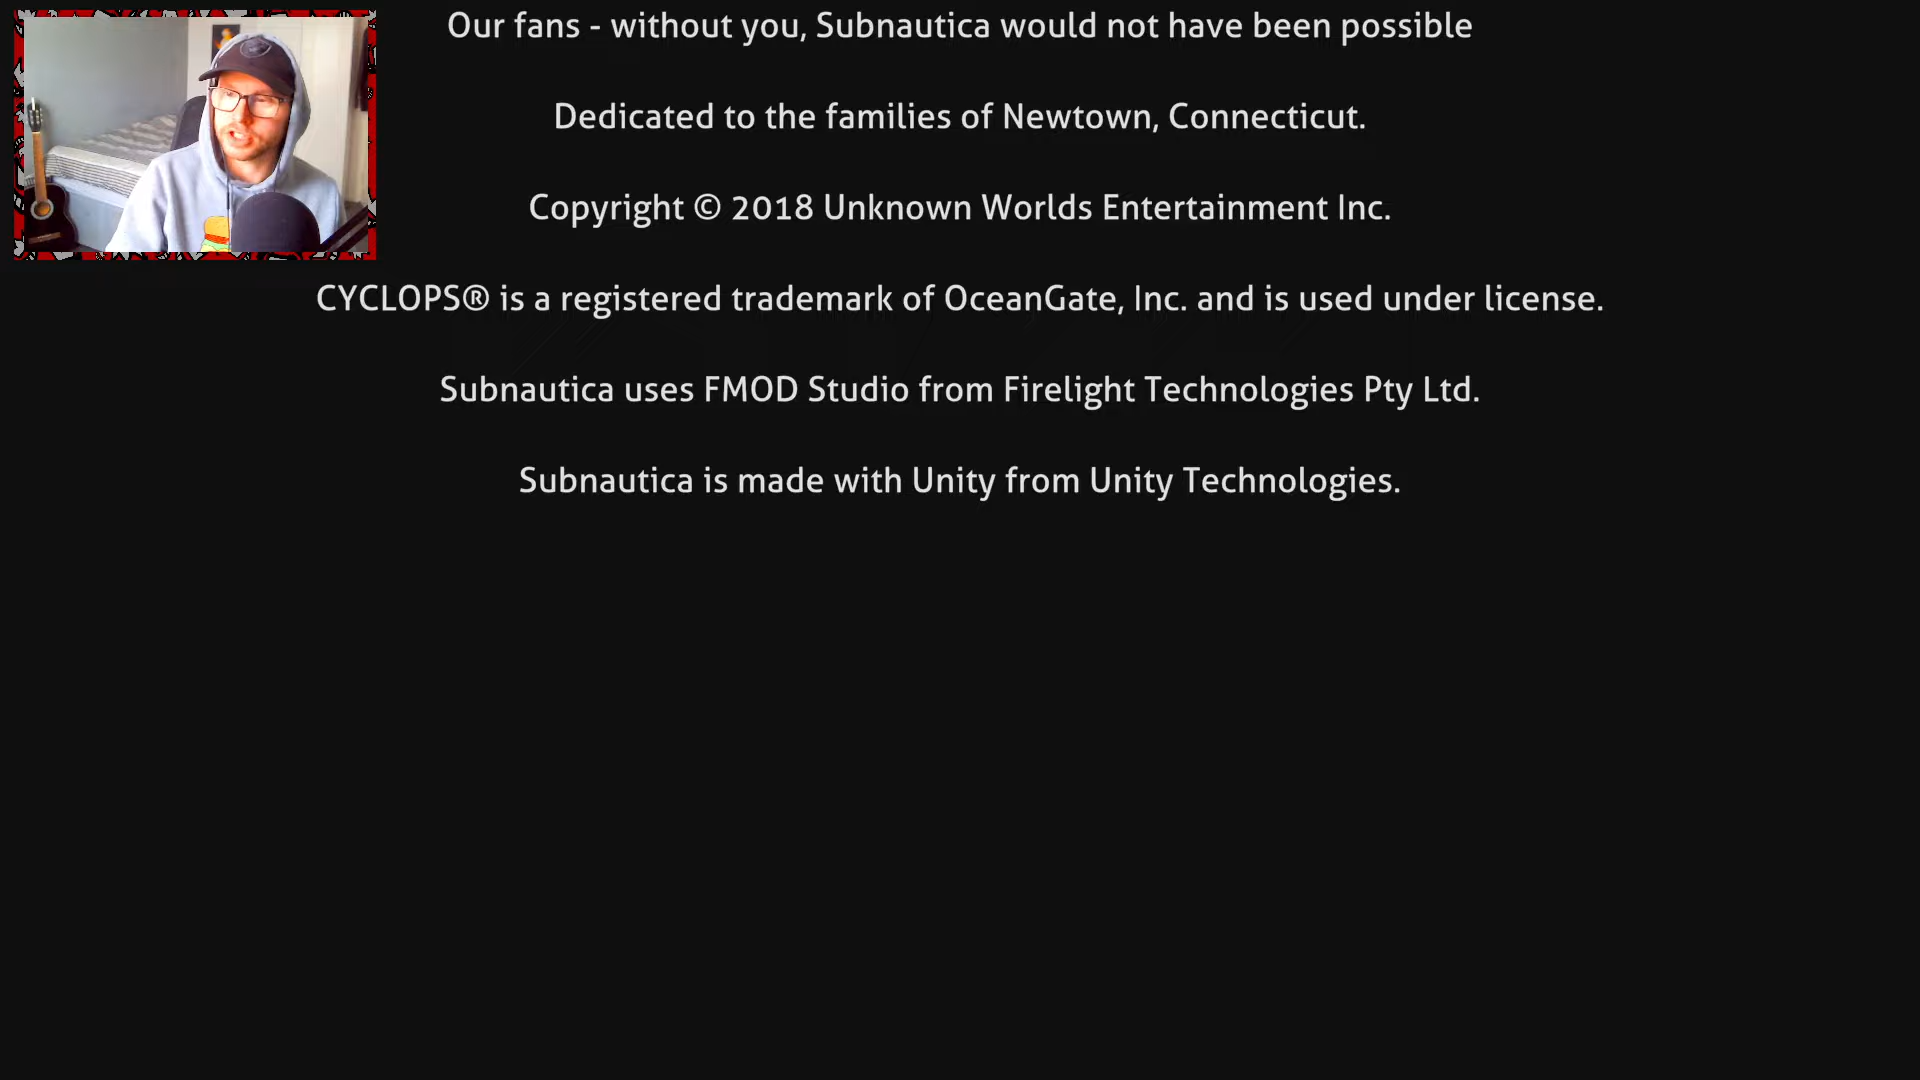 Our fans - without you, Subnautica would not have been possible
Dedicated to the families of Newtown, Connecticut.
Copyright © 2018 Unknown Worlds Entertainment Inc.
CYCLOPS® is a registered trademark of OceanGate, Inc. and is used under license.
Subnautica uses FMOD Studio from Firelight Technologies Pty Ltd.
Subnautica is made with Unity from Unity Technologies.